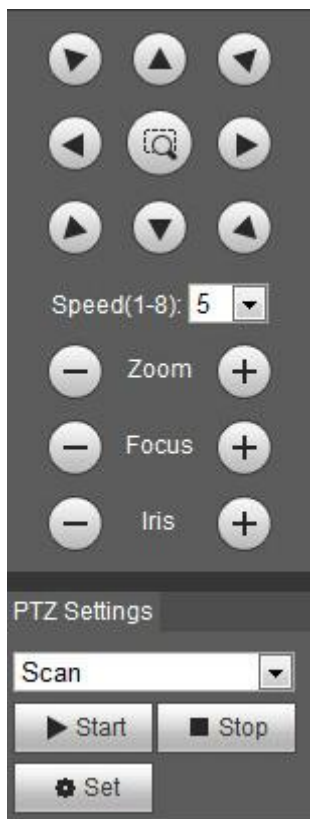 Speed(1-8): 5
Zoom
Focus
Iris
PTZ Settings
Scan
Start Stop
Set